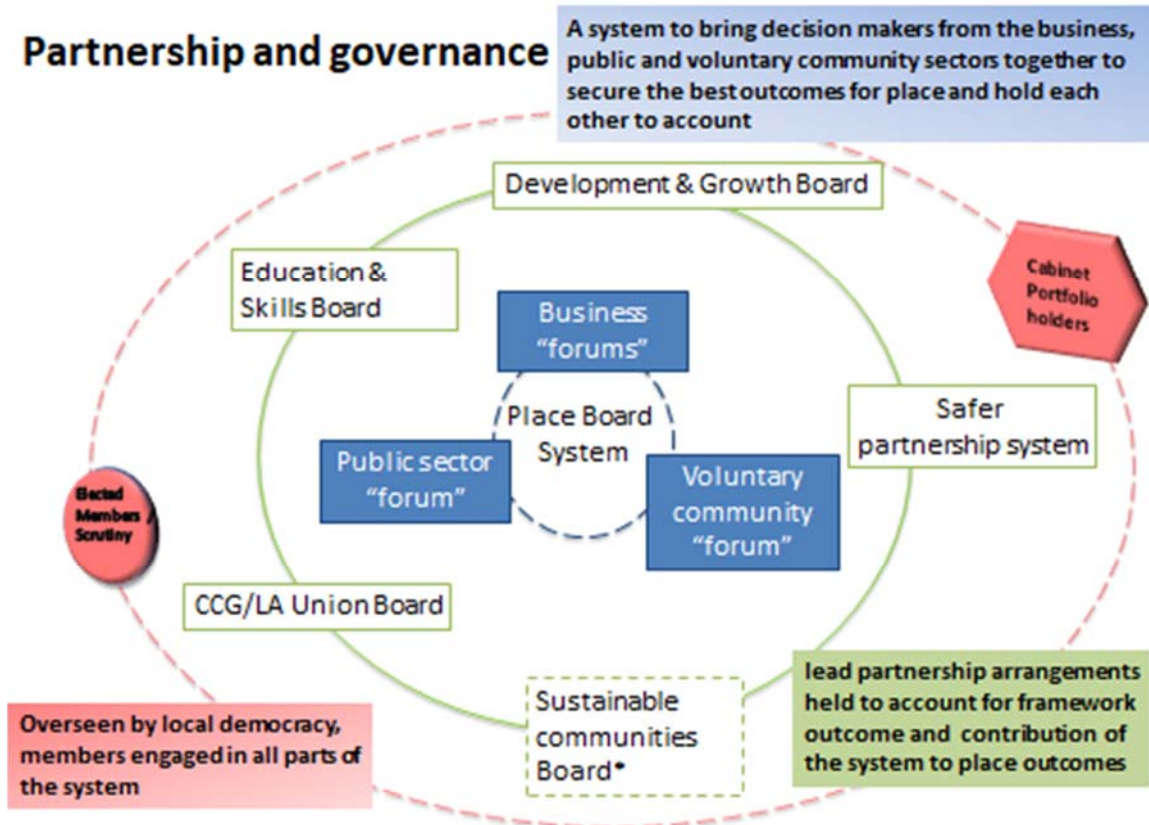 Partnership and governance
A system to bring decision makers from the business,
public and voluntary community sectors together to
secure the best outcomes for place and hold each
other to account
Development & Growth Board
Education &
Skills Board
Cabinet
Portfolio
holders
Business
“forums”
Place Board
System
Safer
partnership system
Public sector
“forum”
Voluntary
community
“forum”
Elected
Members /
Scrutiny
CCG/LA Union Board
Sustainable
communities
Board*
lead partnership arrangements
held to account for framework
outcome and contribution of
the system to place outcomes
Overseen by local democracy,
members engaged in all parts of
the system